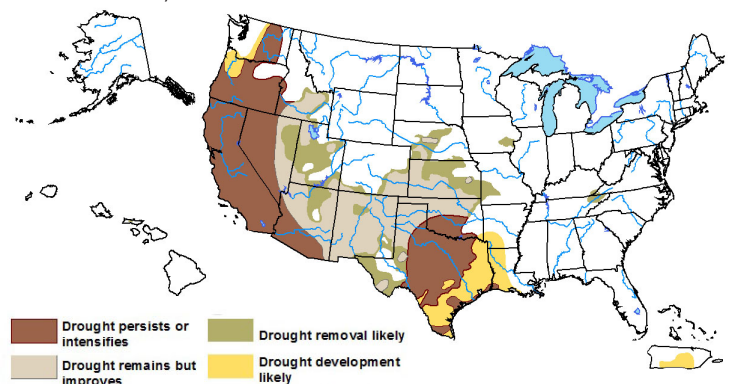 Drought persists or
intensifies
Drought remains but
improves
Drought removal likely
Drought development
likely